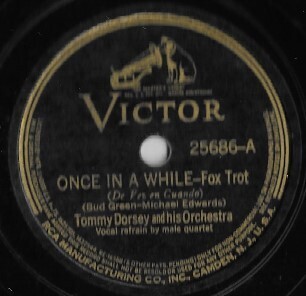 VICTOR
25686-A
ONCE IN A WHILE—Fox Trot
(De Vez en Cuando)
(Bud Green-Michael Edwards)
Tommy Dorsey and his Orchestra
Vocal refrain by male quartet
RCA MANUFACTURING CO., INC., CAMDEN, N. J., U.S.A.